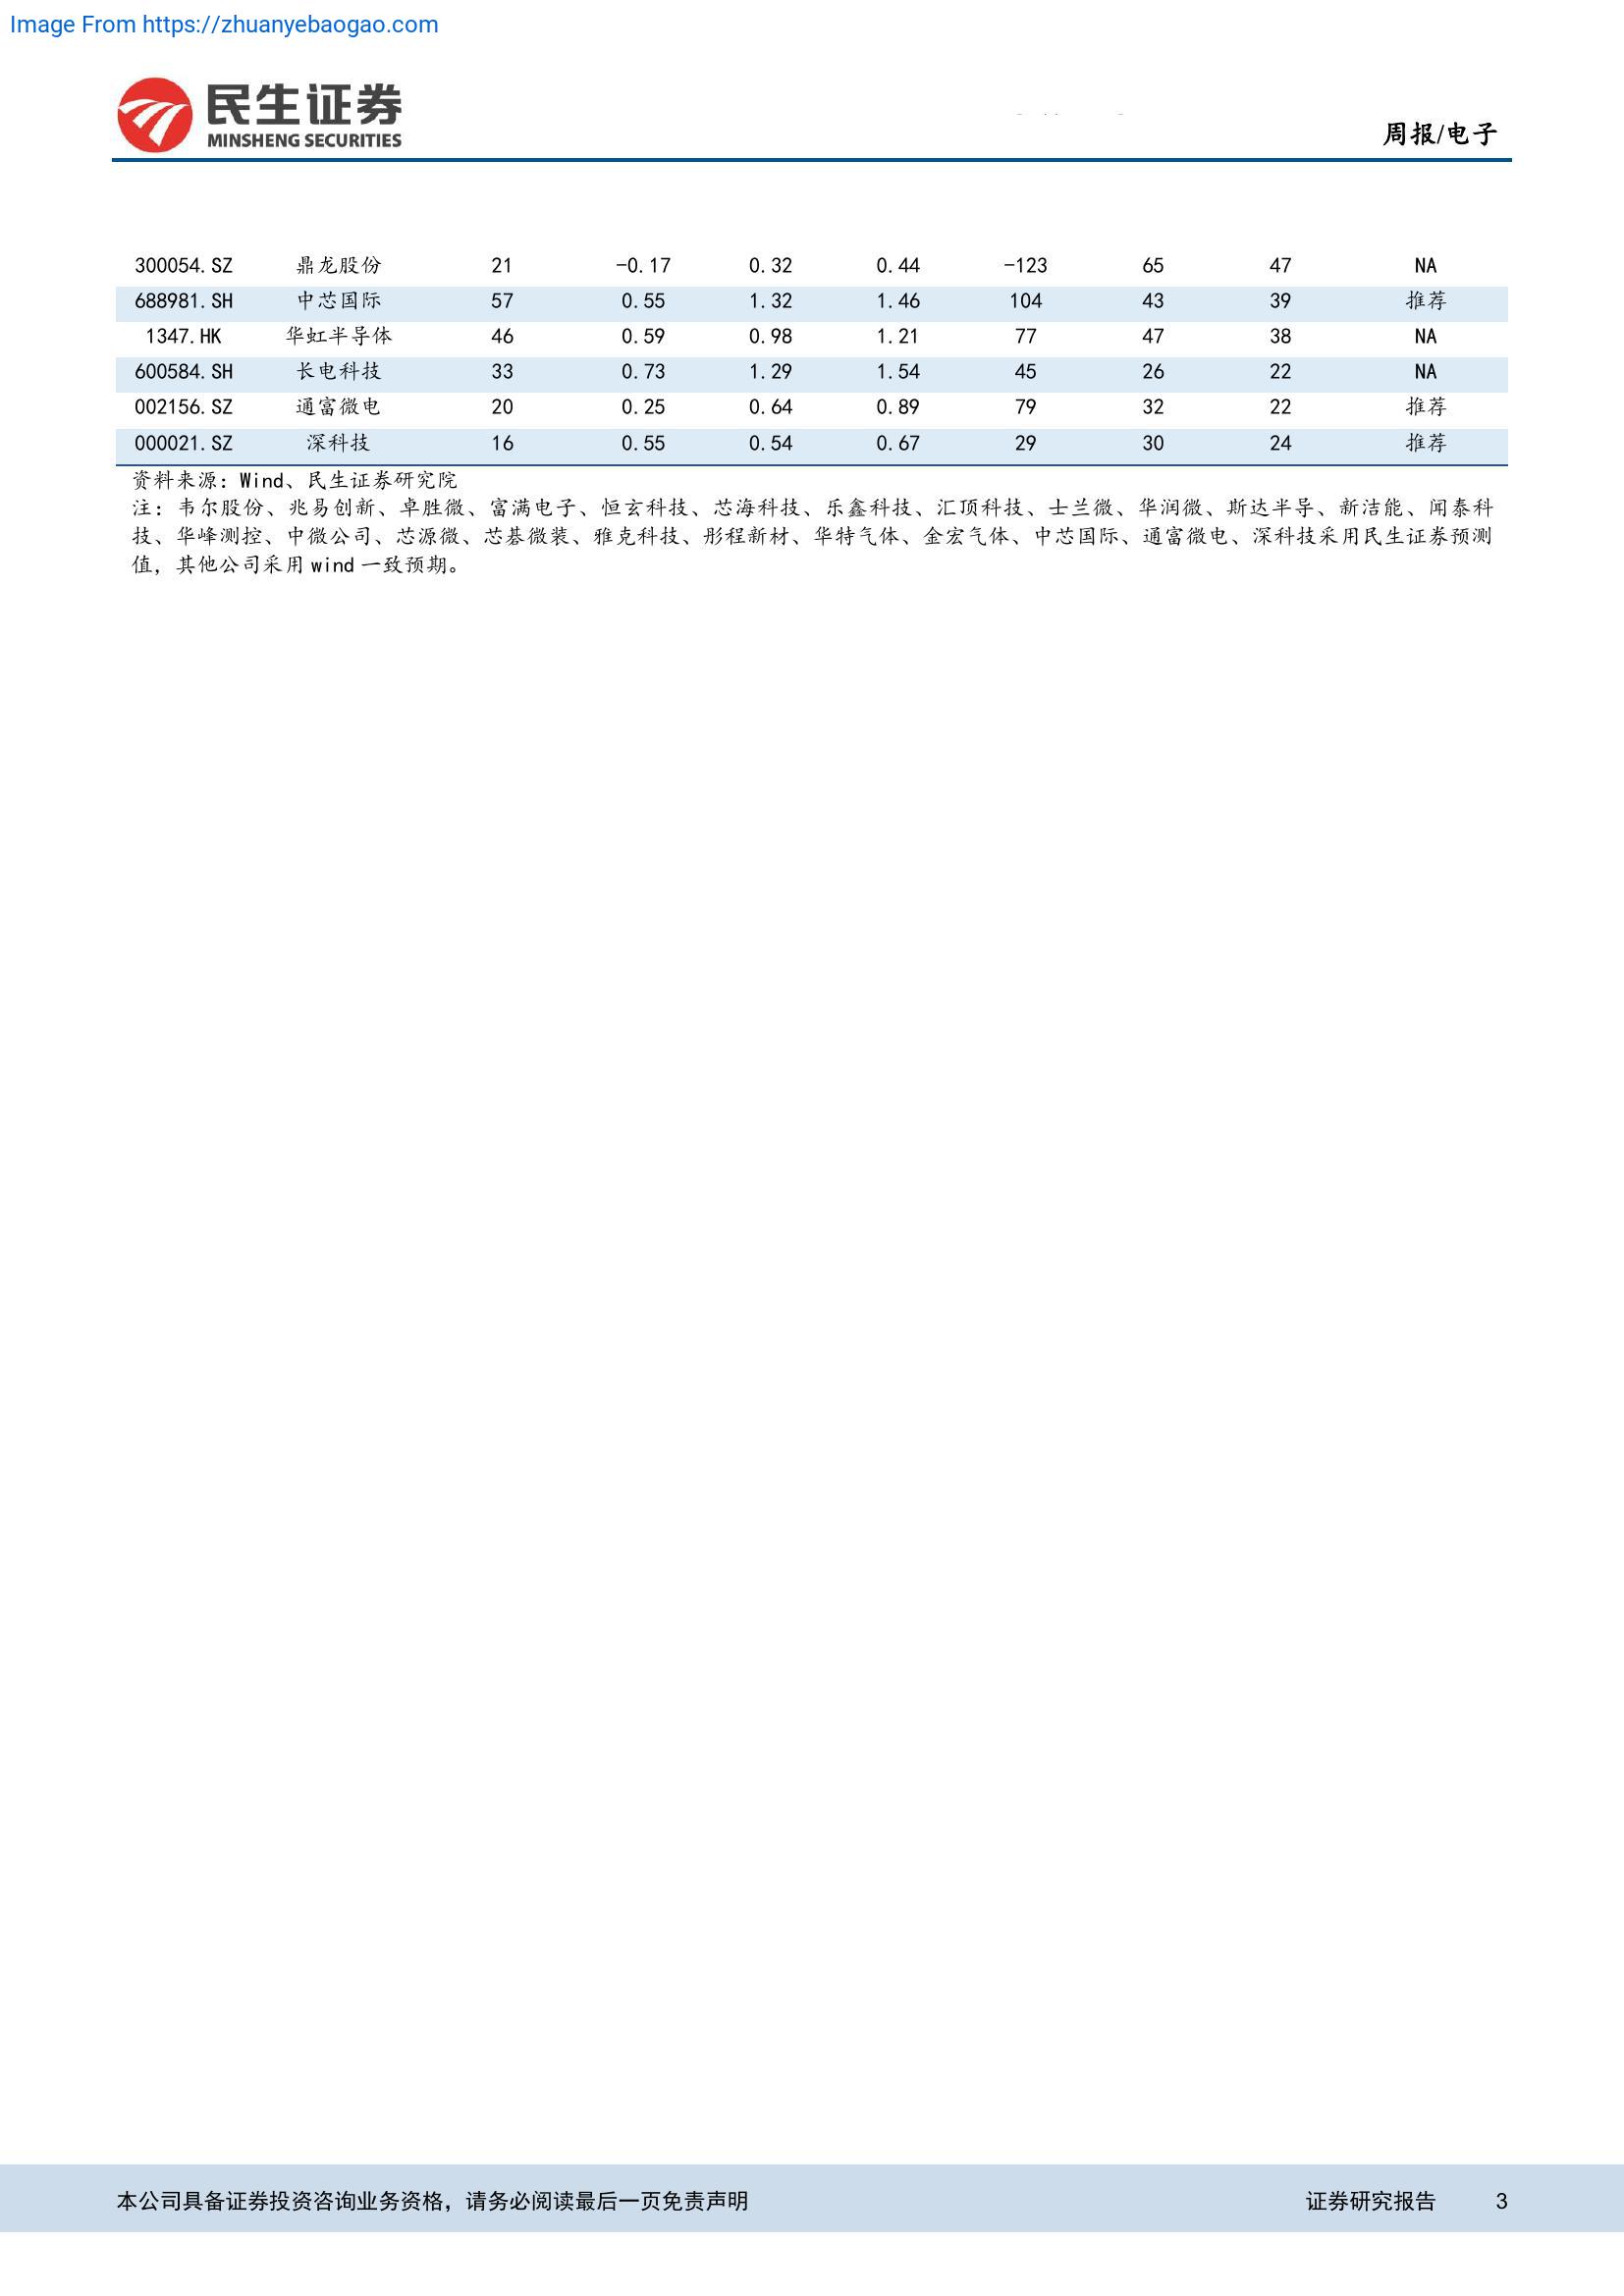 Image From https://zhuanyebaogao.com
民生证券
MINSHENG SECURITIES
周报/电子
300054.SZ 鼎龙股份 21 -0.17 0.32 0.44 -123 65 47 NA
688981.SH 中芯国际 57 0.55 1.32 1.46 104 43 39 推荐
1347.HK 华虹半导体 46 0.59 0.98 1.21 77 47 38 NA
600584.SH 长电科技 33 0.73 1.29 1.54 45 26 22 NA
002156.SZ 通富微电 20 0.25 0.64 0.89 79 32 22 推荐
000021.SZ 深科技 16 0.55 0.54 0.67 29 30 24 推荐
资料来源：Wind、民生证券研究院
注：韦尔股份、兆易创新、卓胜微、富满电子、恒玄科技、芯海科技、乐鑫科技、汇顶科技、士兰微、华润微、斯达半导、新洁能、闻泰科
技、华峰测控、中微公司、芯源微、芯碁微装、雅克科技、彤程新材、华特气体、金宏气体、中芯国际、通富微电、深科技采用民生证券预测
值，其他公司采用 wind 一致预期。
本公司具备证券投资咨询业务资格，请务必阅读最后一页免责声明 证券研究报告 3